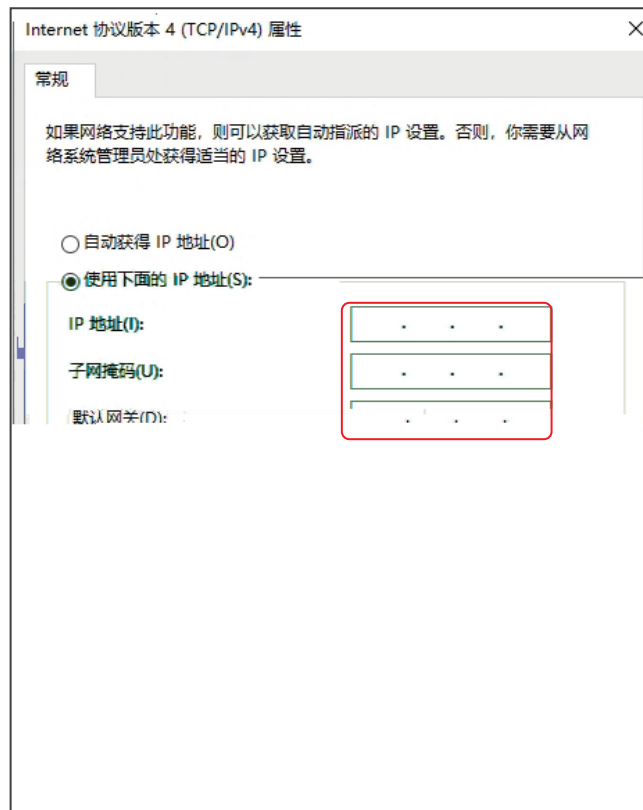 Internet 协议版本 4 (TCP/IPv4) 属性
常规
如果网络支持此功能，则可以获取自动指派的 IP 设置。否则，你需要从网
络系统管理员处获得适当的 IP 设置。
自动获得 IP 地址(O)
使用下面的 IP 地址(S):
IP 地址(I):
子网掩码(U):
默认网关(D):